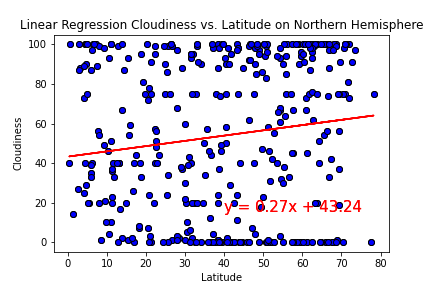 Linear Regression Cloudiness vs. Latitude on Northern Hemisphere
100
80
60
40
20
0
Cloudiness
y = 0.27x + 43.24
0 10 20 30 40 50 60 70 80
Latitude